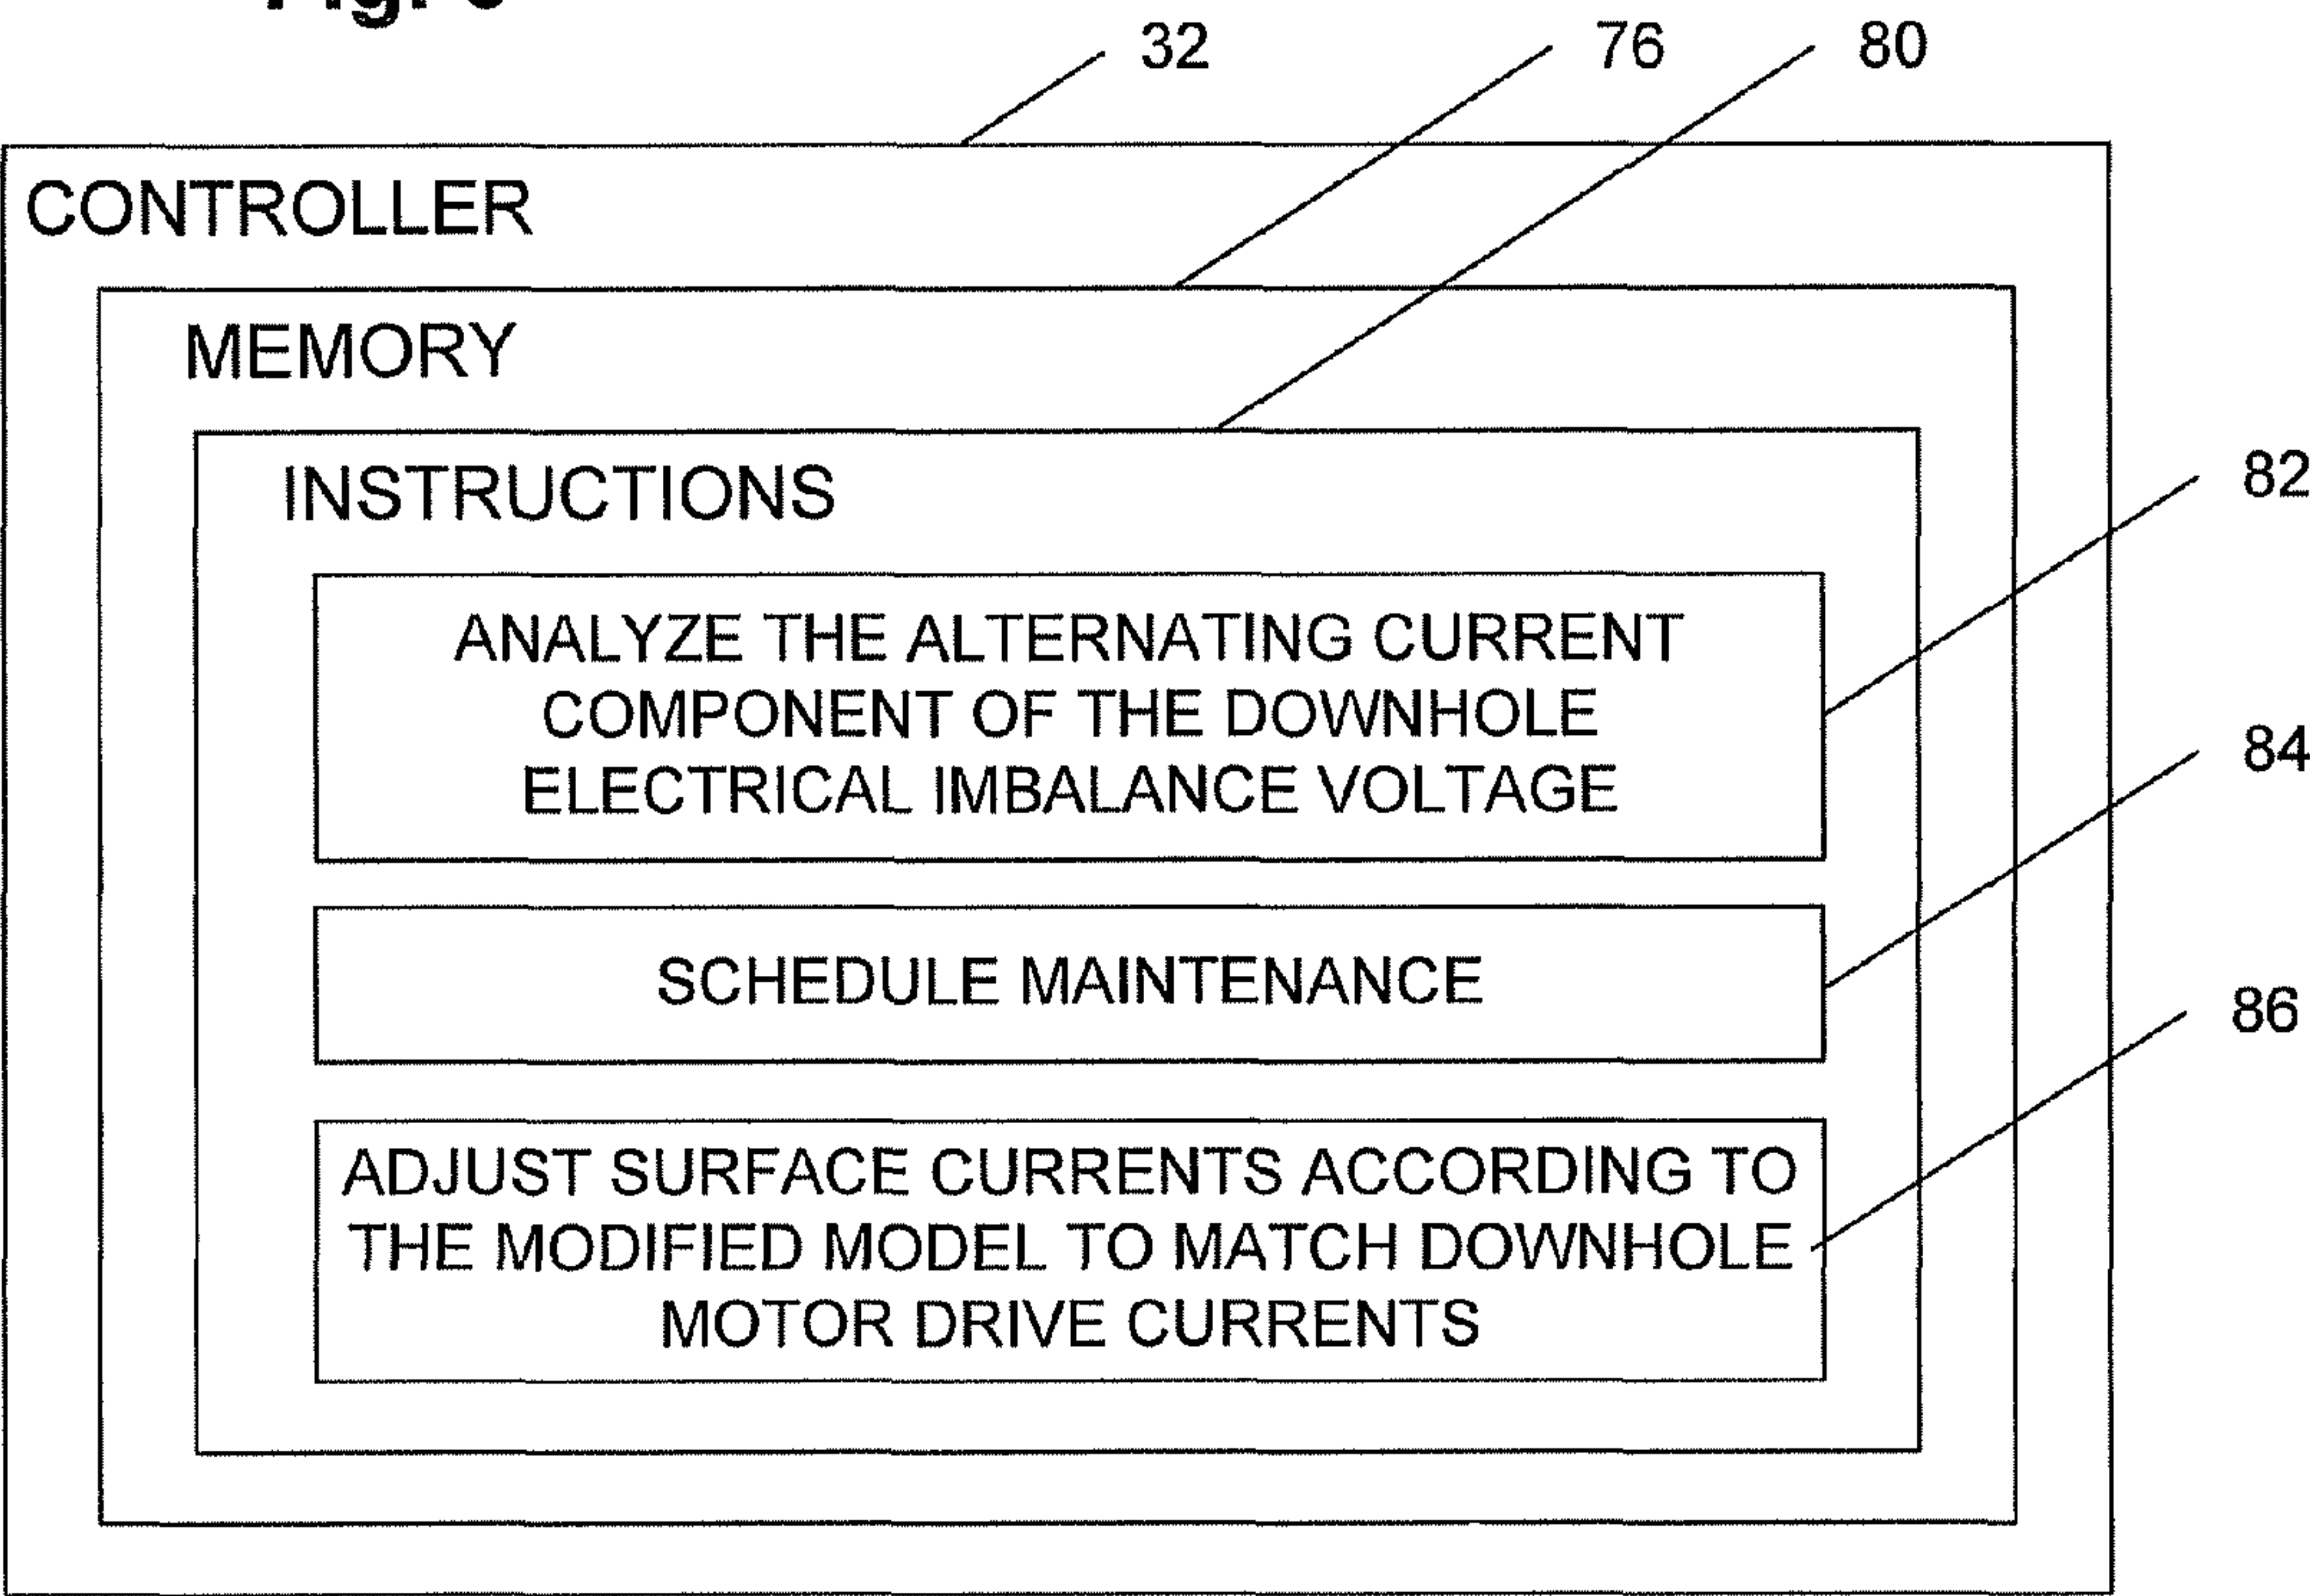 32
76
80
CONTROLLER
MEMORY
INSTRUCTIONS
82
ANALYZE THE ALTERNATING CURRENT
COMPONENT OF THE DOWNHOLE
ELECTRICAL IMBALANCE VOLTAGE
84
SCHEDULE MAINTENANCE
86
ADJUST SURFACE CURRENTS ACCORDING TO
THE MODIFIED MODEL TO MATCH DOWNHOLE
MOTOR DRIVE CURRENTS